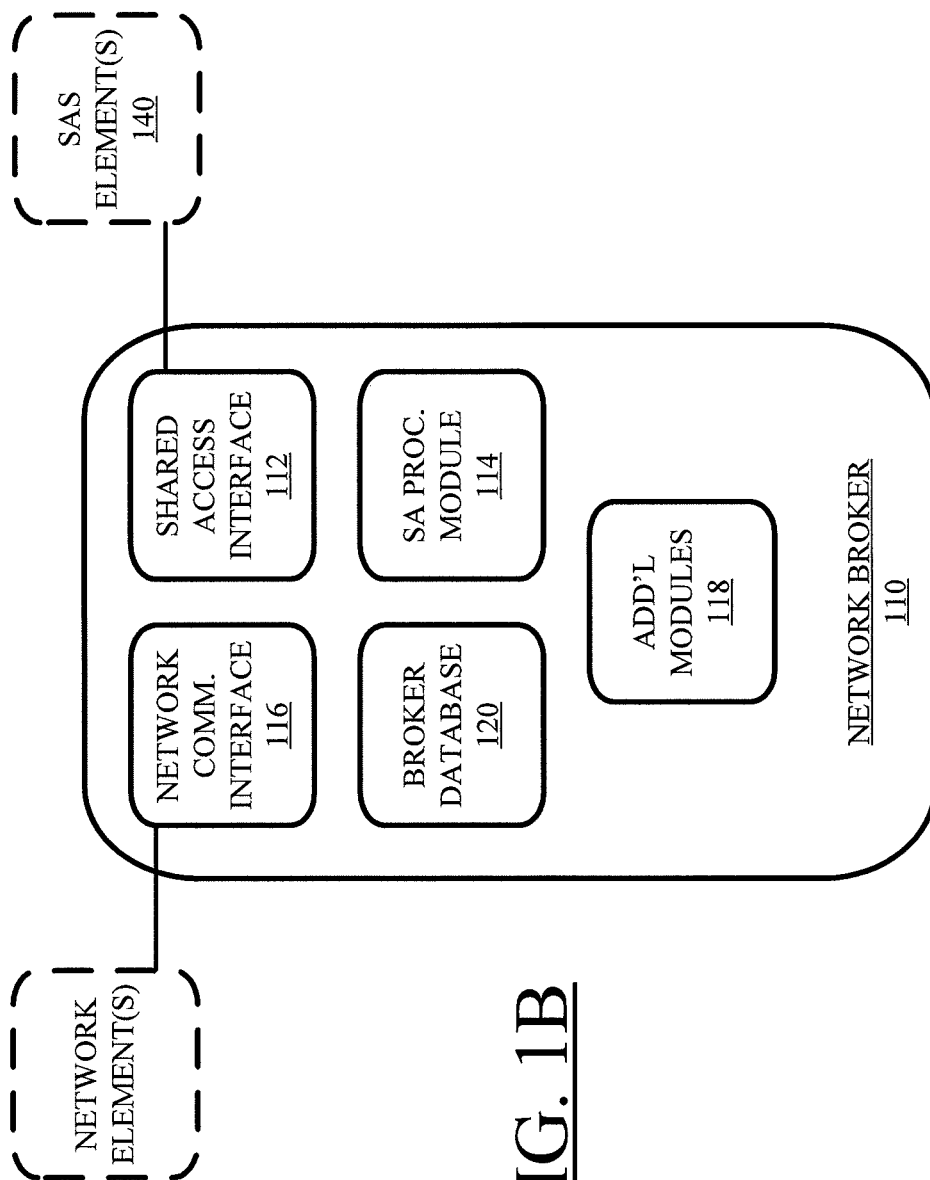 NETWORK
ELEMENT(S)
SAS
ELEMENT(S)
140
NETWORK
COMM.
INTERFACE
116
SHARED
ACCESS
INTERFACE
112
BROKER
DATABASE
120
SA PROC.
MODULE
114
ADD'L
MODULES
118
NETWORK BROKER
110
IG. 1B